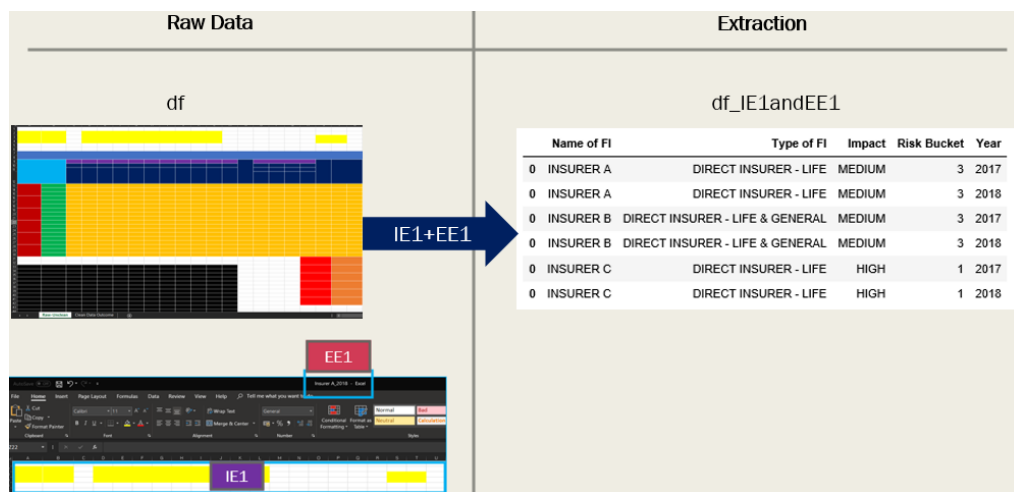 Raw Data
Extraction
df
df_IE1andEE1
Name of FI Type of FI Impact Risk Bucket Year
0 INSURER A DIRECT INSURER - LIFE MEDIUM 3 2017
0 INSURER A DIRECT INSURER - LIFE MEDIUM 3 2018
0 INSURER B DIRECT INSURER - LIFE & GENERAL MEDIUM 3 2017
0 INSURER B DIRECT INSURER - LIFE & GENERAL MEDIUM 3 2018
0 INSURER C DIRECT INSURER - LIFE HIGH 1 2017
0 INSURER C DIRECT INSURER - LIFE HIGH 1 2018
IE1+EE1
EE1
Insurer A_2018 - Excel
File Home Insert Page Layout Formulas Data Review View Help Tell me what you want
Cut
Copy
Format Painter
Paste
Calibri 11
Wrap Text
Merge & Center
General
Conditional Formatting
Format as Table
Normal Bad
Neutral Calculation
Clipboard Font Alignment Number Styles
IE1